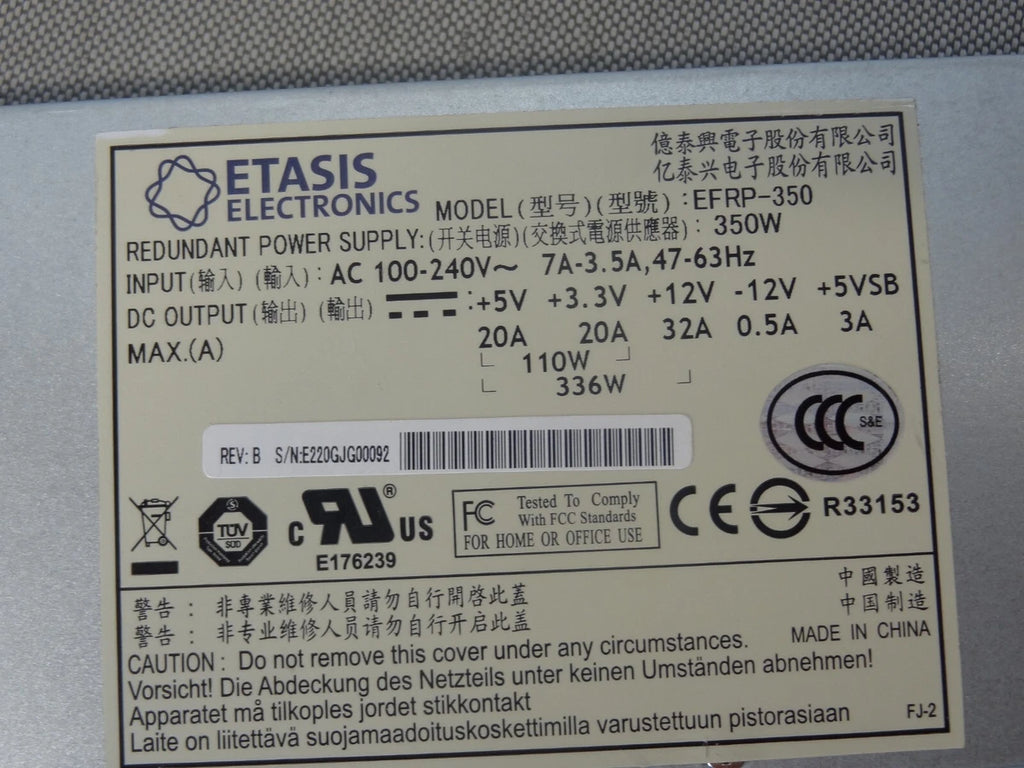 ETASIS
ELECTRONICS
億泰興電子股份有限公司
亿泰兴电子股份有限公司
MODEL(型号)(型號):EFRP-350
REDUNDANT POWER SUPPLY:(开关电源)(交換式電源供應器): 350W
INPUT(输入) (輸入): AC 100-240V~ 7A-3.5A,47-63Hz
DC OUTPUT(输出) (輸出) : +5V +3.3V +12V -12V +5VSB
MAX.(A) 20A 20A 32A 0.5A 3A
110W
336W
CCC S&E
REV: B S/N:E220GJG00092
TÜV
SÜD
c RU US
E176239
FC Tested To Comply
With FCC Standards
FOR HOME OR OFFICE USE
CE
R33153
警告： 非專業维修人員請勿自行開啓此蓋
警告： 非专业维修人员请勿自行开启此盖
中國製造
中国制造
MADE IN CHINA
CAUTION : Do not remove this cover under any circumstances.
Vorsicht! Die Abdeckung des Netzteils unter keinen Umständen abnehmen!
Apparatet må tilkoples jordet stikkontakt
Laite on liitettävä suojamaadoituskoskettimilla varustettuun pistorasiaan
FJ-2